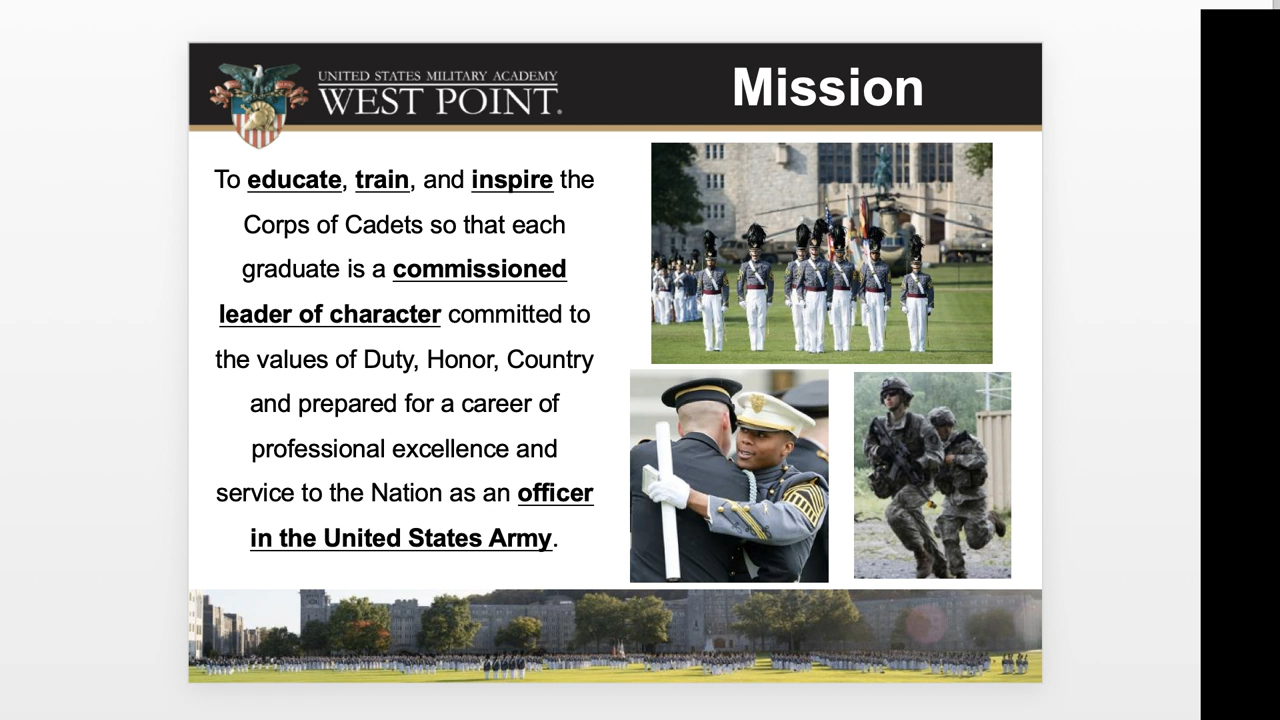 UNITED STATES MILITARY ACADEMY
WEST POINT.
Mission
To educate, train, and inspire the
Corps of Cadets so that each
graduate is a commissioned
leader of character committed to
the values of Duty, Honor, Country
and prepared for a career of
professional excellence and
service to the Nation as an officer
in the United States Army.